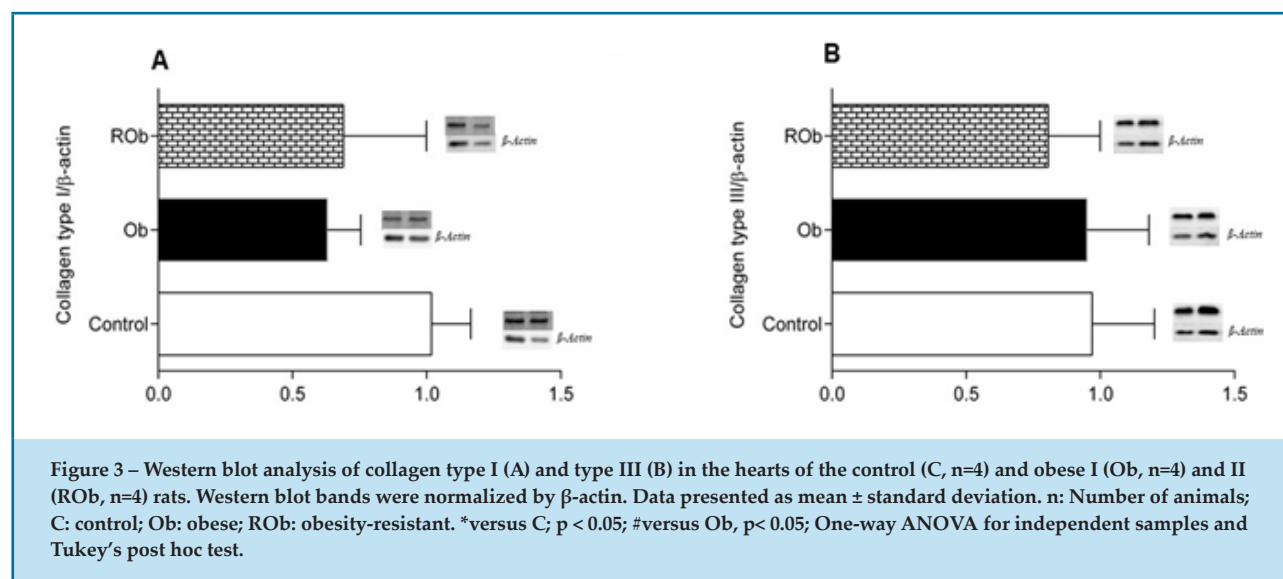 A
Collagen type I/β-actin
ROb
β-Actin
Ob
β-Actin
Control
β-Actin
0.0 0.5 1.0 1.5
B
Collagen type III/β-actin
ROb
β-Actin
Ob
β-Actin
Control
β-Actin
0.0 0.5 1.0 1.5
Figure 3 – Western blot analysis of collagen type I (A) and type III (B) in the hearts of the control (C, n=4) and obese I (Ob, n=4) and II
(ROb, n=4) rats. Western blot bands were normalized by β-actin. Data presented as mean ± standard deviation. n: Number of animals;
C: control; Ob: obese; ROb: obesity-resistant. *versus C; p < 0.05; #versus Ob, p< 0.05; One-way ANOVA for independent samples and
Tukey's post hoc test.